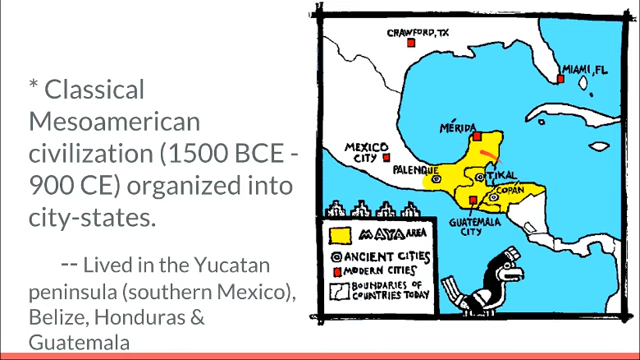 * Classical
Mesoamerican
civilization (1500 BCE -
900 CE) organized into
city-states.
-- Lived in the Yucatan
peninsula (southern Mexico),
Belize, Honduras &
Guatemala
CRAWFORD, TX
MIAMI, FL
MÉRIDA
MEXICO
CITY
PALENQUE
TIKAL
COPAN
GUATEMALA
CITY
MAYA AREA
ANCIENT CITIES
MODERN CITIES
BOUNDARIES OF
COUNTRIES TODAY